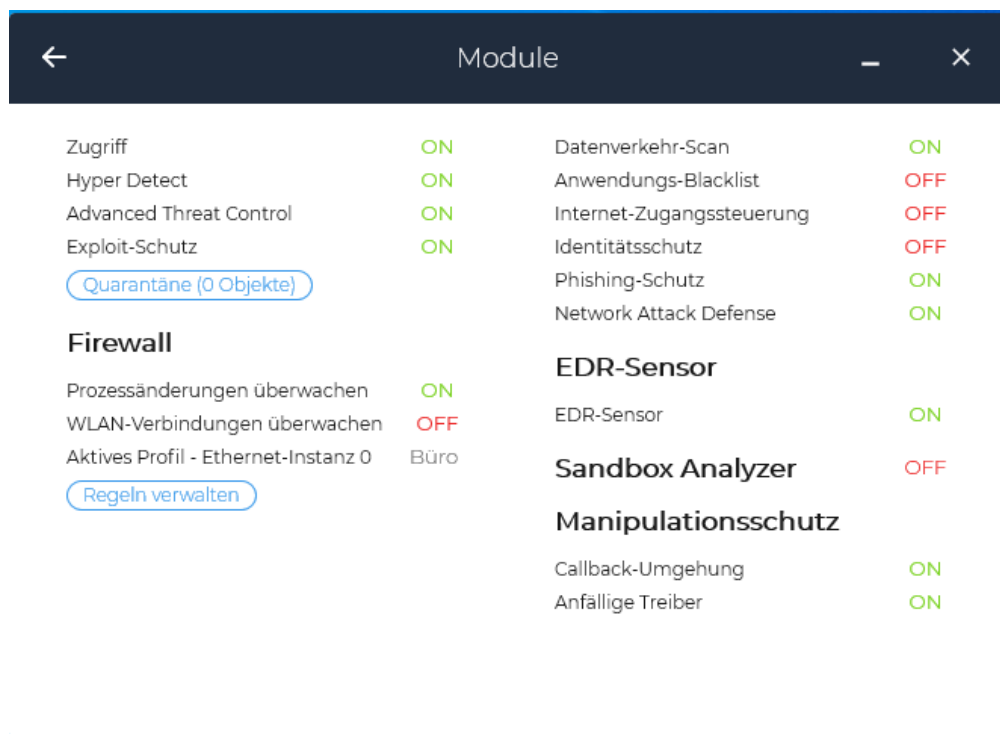 Module
Zugriff ON
Hyper Detect ON
Advanced Threat Control ON
Exploit-Schutz ON
Quarantäne (0 Objekte)
Firewall
Prozessänderungen überwachen ON
WLAN-Verbindungen überwachen OFF
Aktives Profil - Ethernet-Instanz 0 Büro
Regeln verwalten
Datenverkehr-Scan ON
Anwendungs-Blacklist OFF
Internet-Zugangssteuerung OFF
Identitätsschutz OFF
Phishing-Schutz ON
Network Attack Defense ON
EDR-Sensor
EDR-Sensor ON
Sandbox Analyzer OFF
Manipulationsschutz
Callback-Umgehung ON
Anfällige Treiber ON